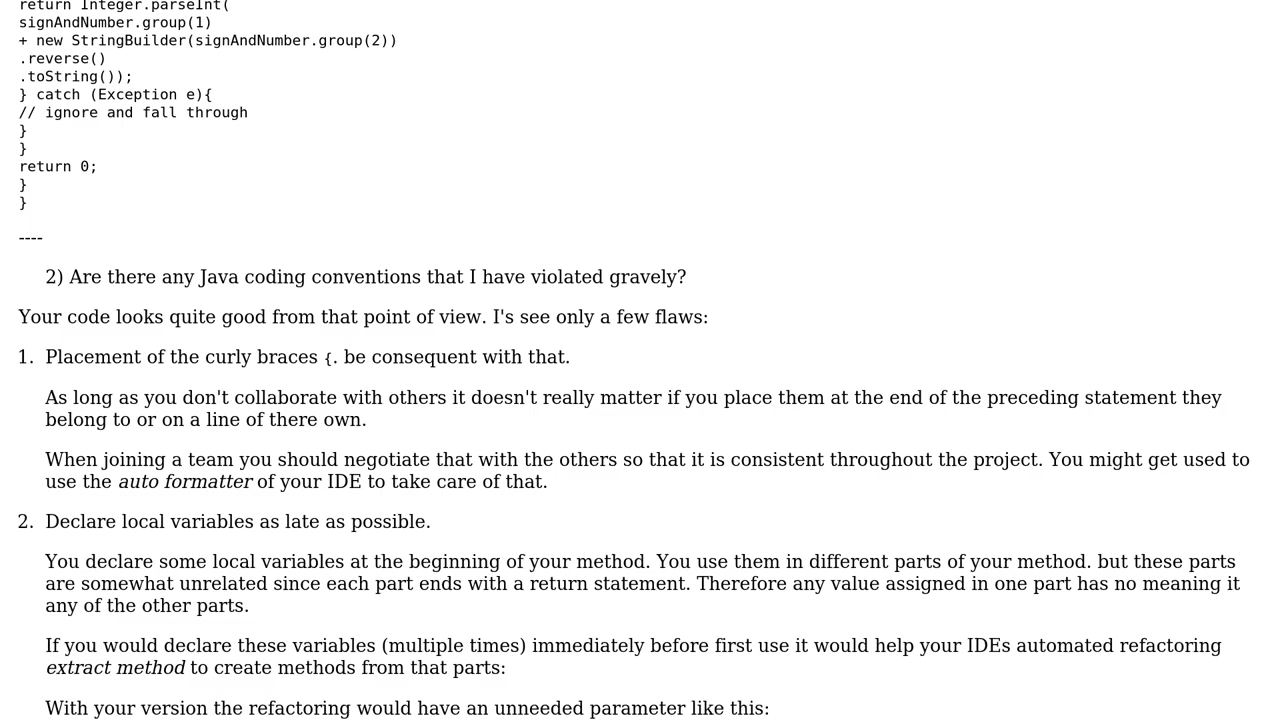 return Integer.parseInt(
signAndNumber.group(1)
+ new StringBuilder(signAndNumber.group(2))
.reverse()
.toString());
} catch (Exception e){
// ignore and fall through
}
}
return 0;
}
}
----
2) Are there any Java coding conventions that I have violated gravely?
Your code looks quite good from that point of view. I's see only a few flaws:
1. Placement of the curly braces {. be consequent with that.
As long as you don't collaborate with others it doesn't really matter if you place them at the end of the preceding statement they
belong to or on a line of there own.
When joining a team you should negotiate that with the others so that it is consistent throughout the project. You might get used to
use the auto formatter of your IDE to take care of that.
2. Declare local variables as late as possible.
You declare some local variables at the beginning of your method. You use them in different parts of your method. but these parts
are somewhat unrelated since each part ends with a return statement. Therefore any value assigned in one part has no meaning it
any of the other parts.
If you would declare these variables (multiple times) immediately before first use it would help your IDEs automated refactoring
extract method to create methods from that parts:
With your version the refactoring would have an unneeded parameter like this: